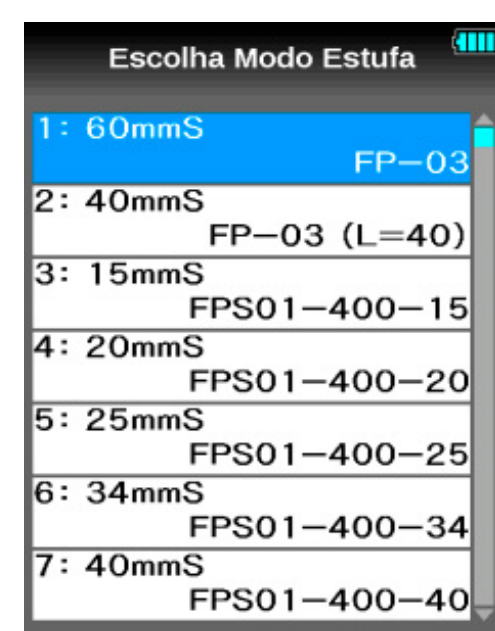 Escolha Modo Estufa
1: 60mmS
FP-03
2: 40mmS
FP-03 (L=40)
3: 15mmS
FPS01-400-15
4: 20mmS
FPS01-400-20
5: 25mmS
FPS01-400-25
6: 34mmS
FPS01-400-34
7: 40mmS
FPS01-400-40